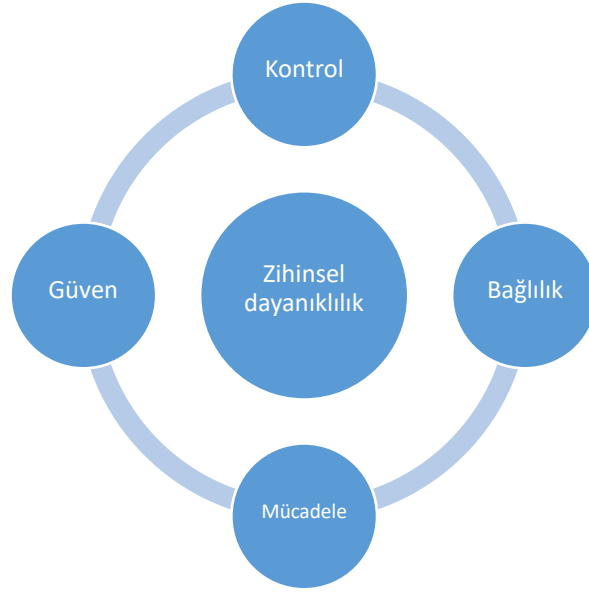 Kontrol
Güven
Zihinsel
dayanıklılık
Bağlılık
Mücadele